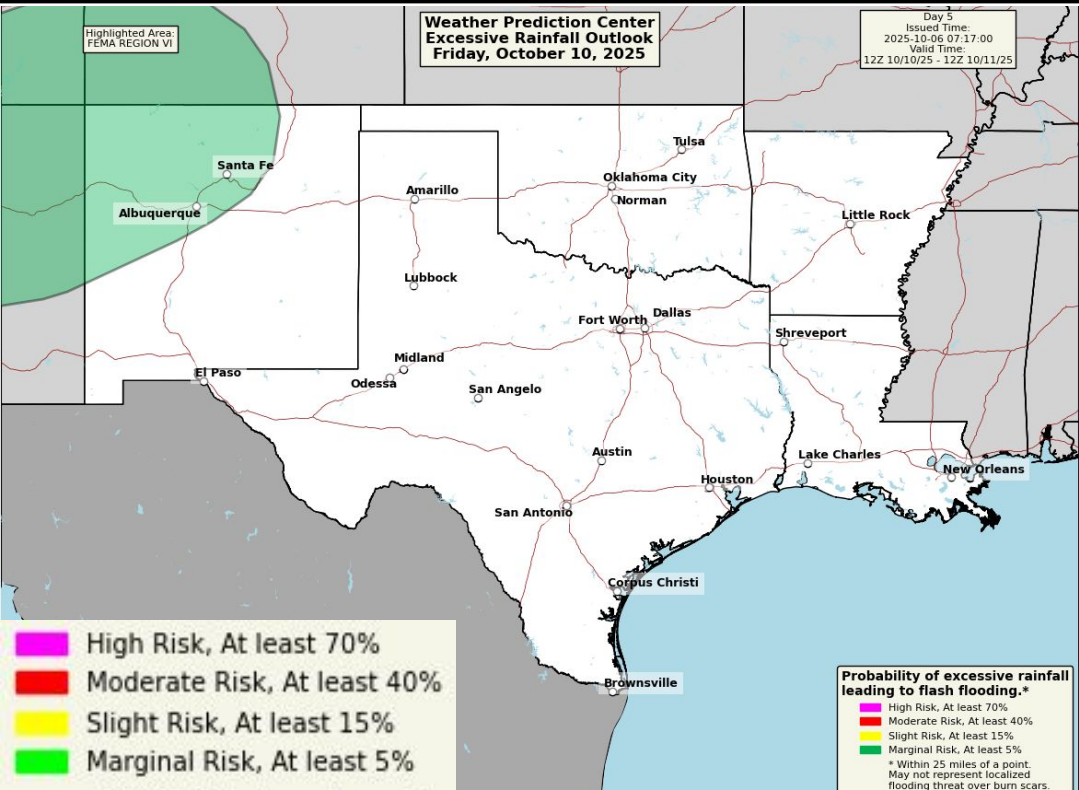 Highlighted Area:
FEMA REGION VI
Weather Prediction Center
Excessive Rainfall Outlook
Friday, October 10, 2025
Day 5
Issued Time:
2025-10-06 07:17:00
Valid Time:
12Z 10/10/25 - 12Z 10/11/25
Tulsa
Santa Fe
Oklahoma City
Amarillo
Norman
Albuquerque
Little Rock
Lubbock
Dallas
Fort Worth
Shreveport
Midland
El Paso
Odessa
San Angelo
Austin
Lake Charles
New Orleans
Houston
San Antonio
Corpus Christi
Brownsville
High Risk, At least 70%
Moderate Risk, At least 40%
Slight Risk, At least 15%
Marginal Risk, At least 5%
Probability of excessive rainfall
leading to flash flooding.*
High Risk, At least 70%
Moderate Risk, At least 40%
Slight Risk, At least 15%
Marginal Risk, At least 5%
* Within 25 miles of a point.
May not represent localized
flooding threat over burn scars.